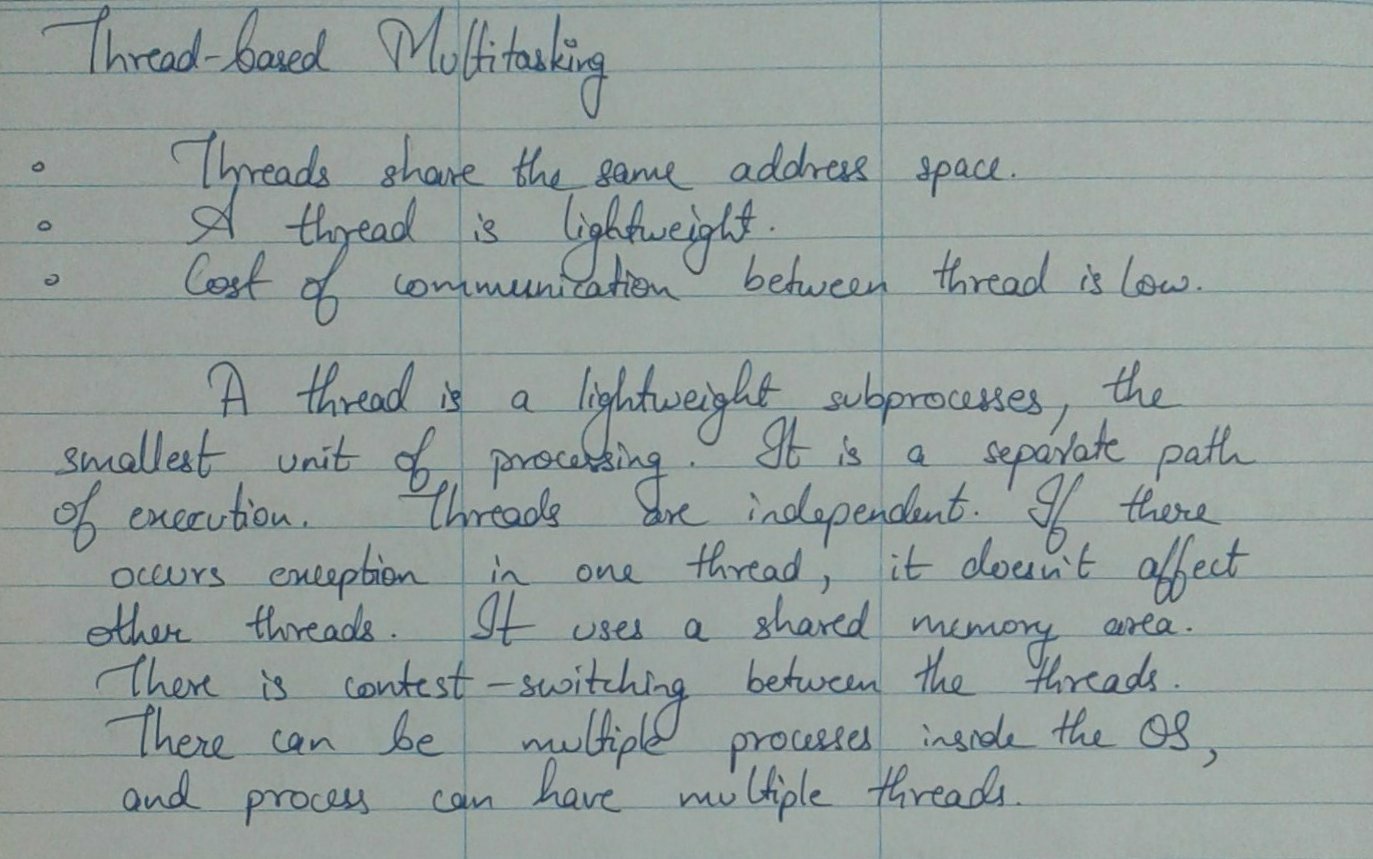 Thread-based Multitasking
◦ Threads share the same address space.
◦ A thread is lightweight.
◦ Cost of communication between thread is low.
A thread is a lightweight subprocesses, the
smallest unit of processing. It is a separate path
of execution. Threads are independent. If there
occurs exception in one thread, it doesn't affect
other threads. It uses a shared memory area.
There is contest-switching between the threads.
There can be multiple processes inside the OS,
and process can have multiple threads.